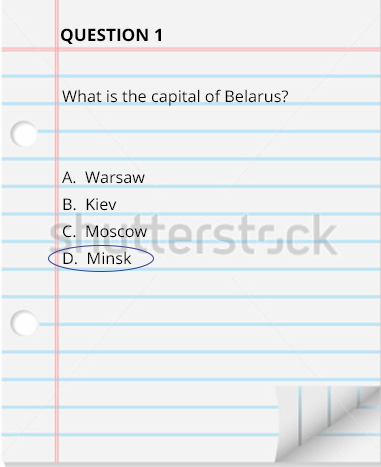 QUESTION 1
What is the capital of Belarus?
A. Warsaw
B. Kiev
shutterstock
C. Moscow
D. Minsk